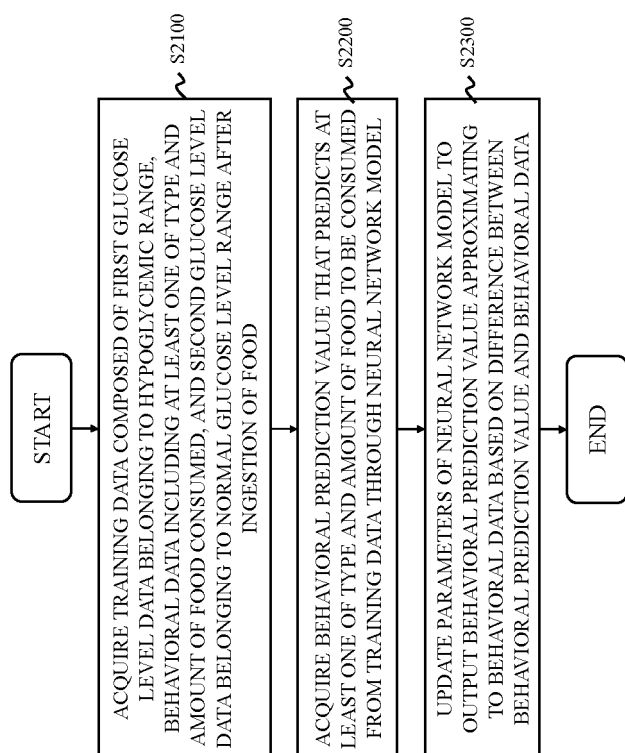 START
S2100
ACQUIRE TRAINING DATA COMPOSED OF FIRST GLUCOSE
LEVEL DATA BELONGING TO HYPOGLYCEMIC RANGE,
BEHAVIORAL DATA INCLUDING AT LEAST ONE OF TYPE AND
AMOUNT OF FOOD CONSUMED, AND SECOND GLUCOSE LEVEL
DATA BELONGING TO NORMAL GLUCOSE LEVEL RANGE AFTER
INGESTION OF FOOD
S2200
ACQUIRE BEHAVIORAL PREDICTION VALUE THAT PREDICTS AT
LEAST ONE OF TYPE AND AMOUNT OF FOOD TO BE CONSUMED
FROM TRAINING DATA THROUGH NEURAL NETWORK MODEL
S2300
UPDATE PARAMETERS OF NEURAL NETWORK MODEL TO
OUTPUT BEHAVIORAL PREDICTION VALUE APPROXIMATING
TO BEHAVIORAL DATA BASED ON DIFFERENCE BETWEEN
BEHAVIORAL PREDICTION VALUE AND BEHAVIORAL DATA
END